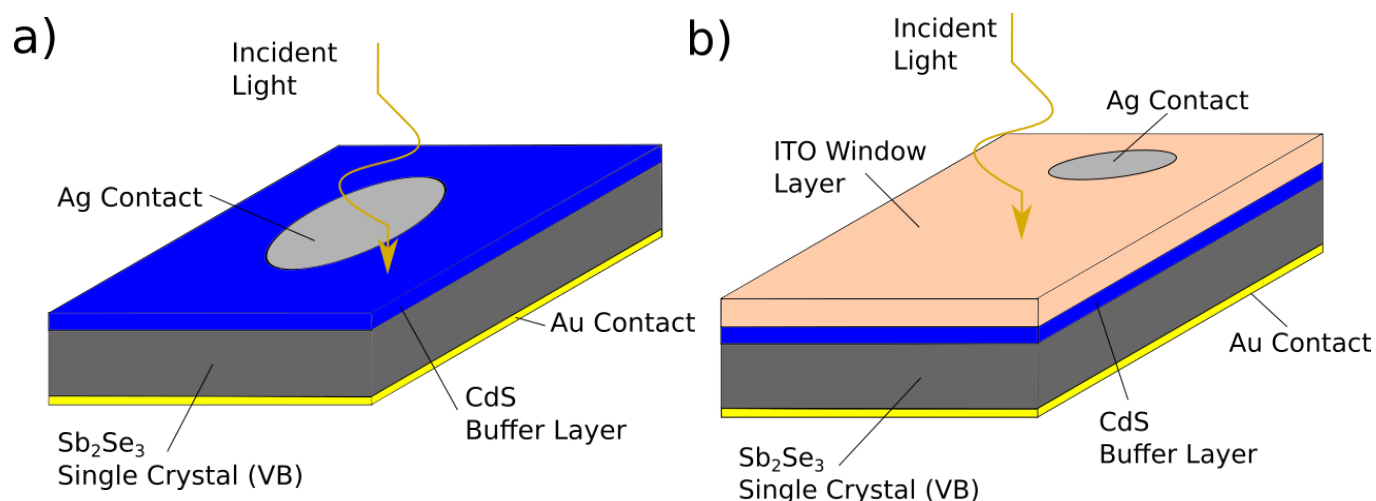 a)
Incident
Light
Ag Contact
Au Contact
CdS
Buffer Layer
Sb₂Se₃
Single Crystal (VB)
b)
Incident
Light
Ag Contact
ITO Window
Layer
Au Contact
CdS
Buffer Layer
Sb₂Se₃
Single Crystal (VB)